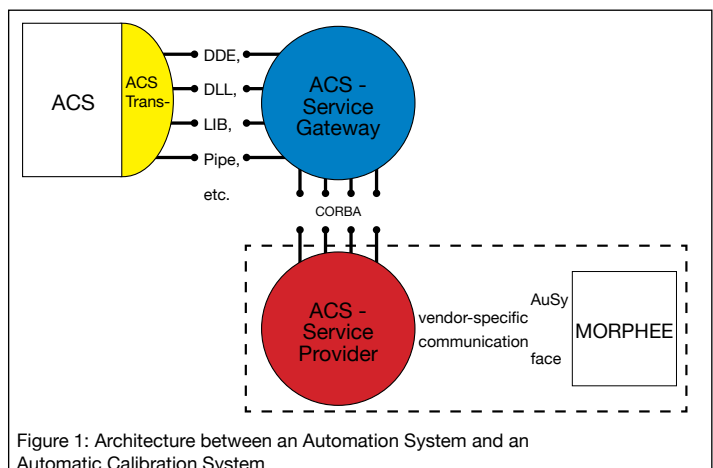 ACS
ACS
Trans-
DDE,
DLL,
LIB,
Pipe,
etc.
ACS -
Service
Gateway
CORBA
ACS -
Service
Provider
vendor-specific
communication
AuSy
face
MORPHEE
Figure 1: Architecture between an Automation System and an
Automatic Calibration System